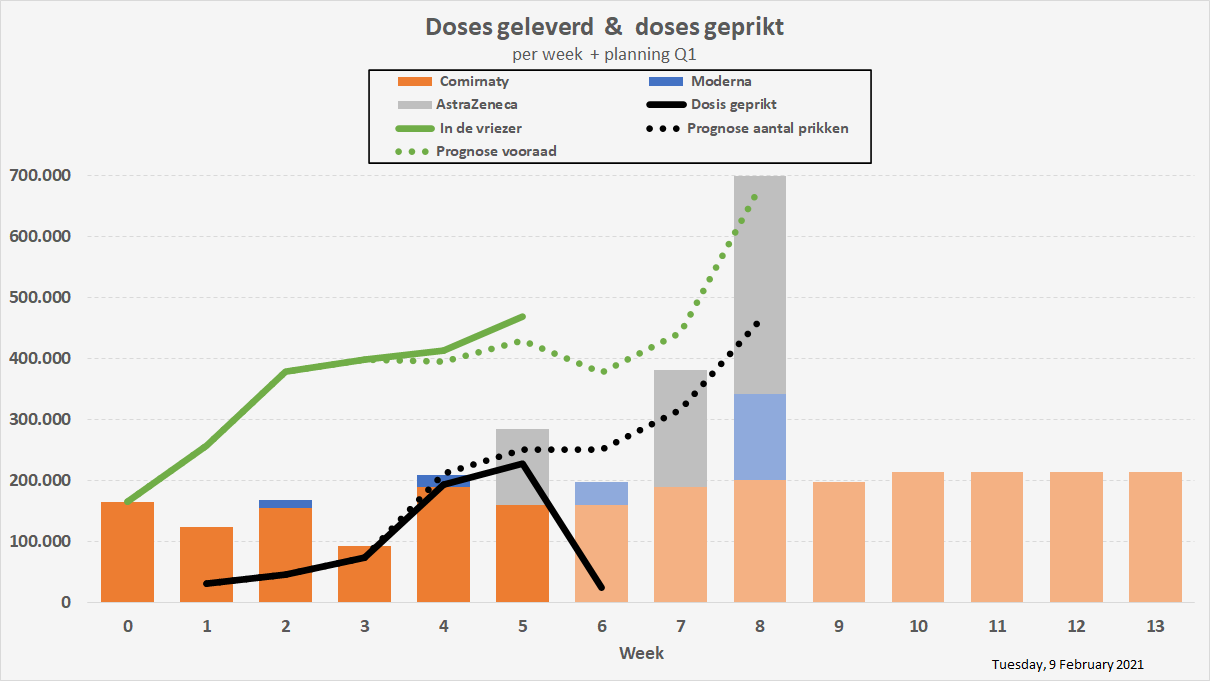 Doses geleverd & doses geprikt
per week + planning Q1
Comirnaty
Moderna
AstraZeneca
Dosis geprikt
In de vriezer
Prognose aantal prikken
Prognose vooraad
700.000
600.000
500.000
400.000
300.000
200.000
100.000
0
0 1 2 3 4 5 6 7 8 9 10 11 12 13
Week
Tuesday, 9 February 2021